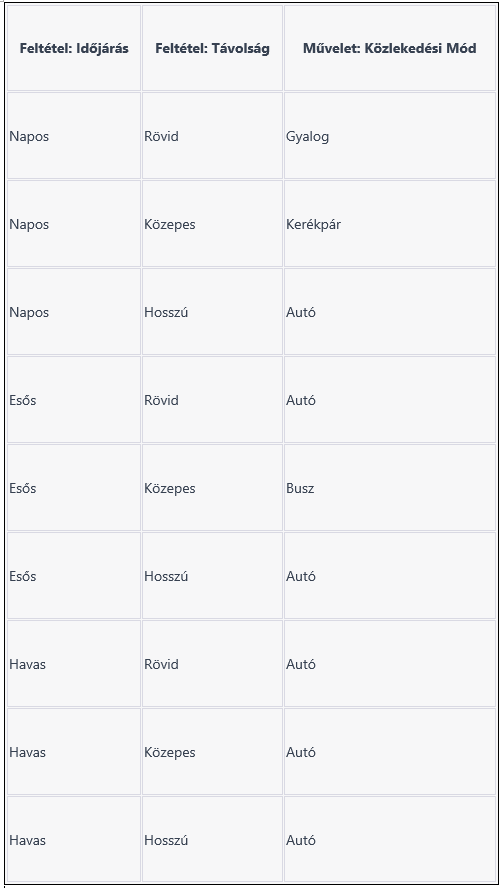 Feltétel: Időjárás Feltétel: Távolság Művelet: Közlekedési Mód
Napos Rövid Gyalog
Napos Közepes Kerékpár
Napos Hosszú Autó
Esős Rövid Autó
Esős Közepes Busz
Esős Hosszú Autó
Havas Rövid Autó
Havas Közepes Autó
Havas Hosszú Autó